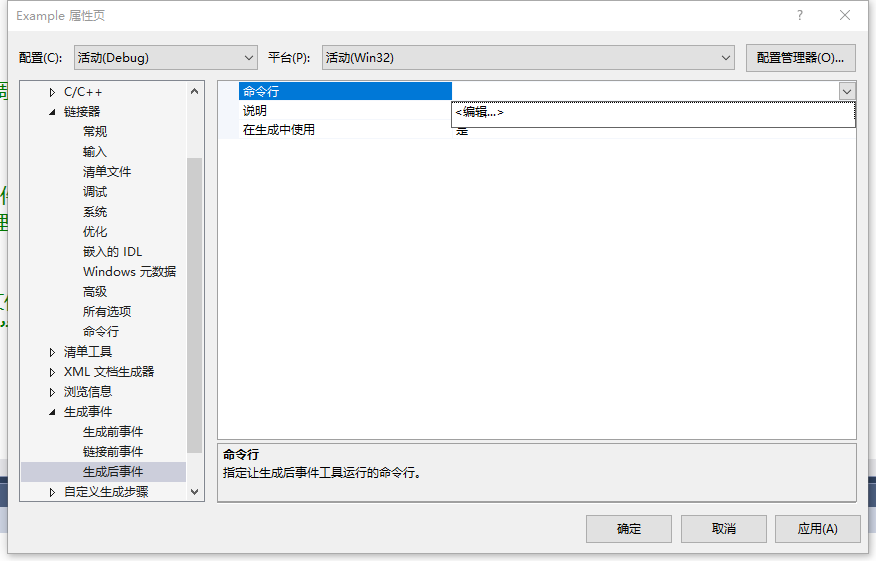 Example 属性页
配置(C): 活动(Debug) 平台(P): 活动(Win32) 配置管理器(O)...
C/C++
链接器
常规
输入
清单文件
调试
系统
优化
嵌入的 IDL
Windows 元数据
高级
所有选项
命令行
清单工具
XML 文档生成器
浏览信息
生成事件
生成前事件
链接前事件
生成后事件
自定义生成步骤
命令行
<编辑...>
说明
在生成中使用 是
命令行
指定让生成后事件工具运行的命令行。
确定 取消 应用(A)